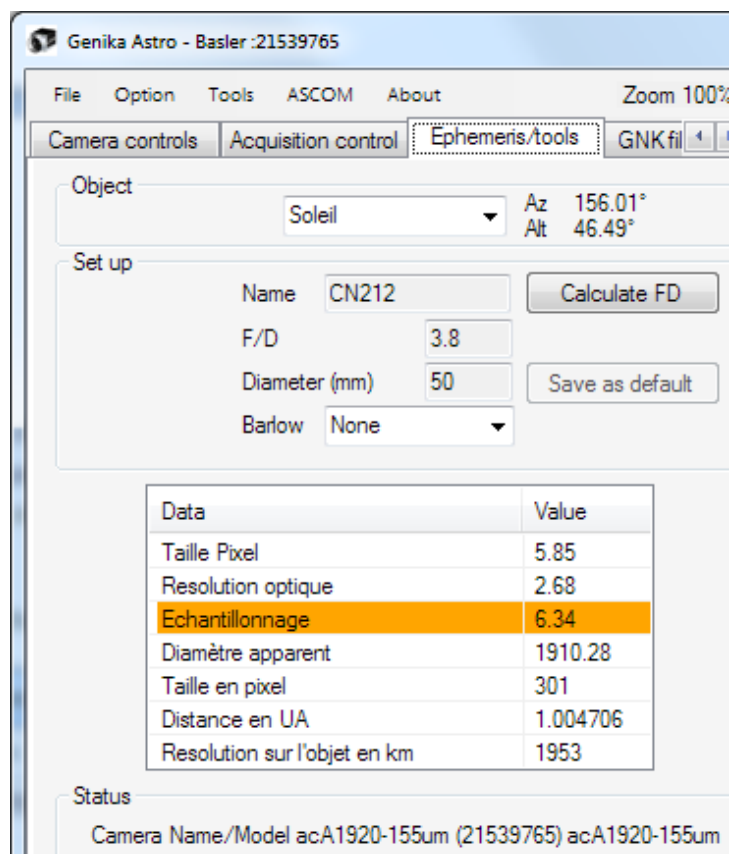 Genika Astro - Basler :21539765
File Option Tools ASCOM About Zoom 100%
Camera controls Acquisition control Ephemeris/tools GNK fil
Object
Soleil
Az 156.01°
Alt 46.49°
Set up
Name CN212 Calculate FD
F/D 3.8
Diameter (mm) 50 Save as default
Barlow None
Data Value
Taille Pixel 5.85
Resolution optique 2.68
Echantillonnage 6.34
Diamètre apparent 1910.28
Taille en pixel 301
Distance en UA 1.004706
Resolution sur l'objet en km 1953
Status
Camera Name/Model acA1920-155um (21539765) acA1920-155um